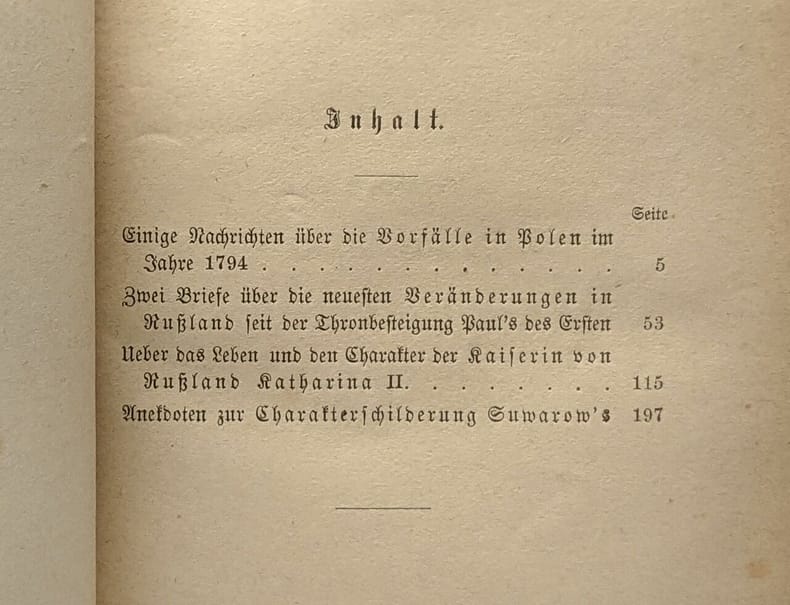 Inhalt.
Seite
Einige Nachrichten über die Vorfälle in Polen im
Jahre 1794 . . . . . . . . . . . . . 5
Zwei Briefe über die neuesten Veränderungen in
Rußland seit der Thronbesteigung Paul's des Ersten 53
Ueber das Leben und den Charakter der Kaiserin von
Rußland Katharina II. . . . . . . . 115
Anekdoten zur Charakterschilderung Suwarow's 197